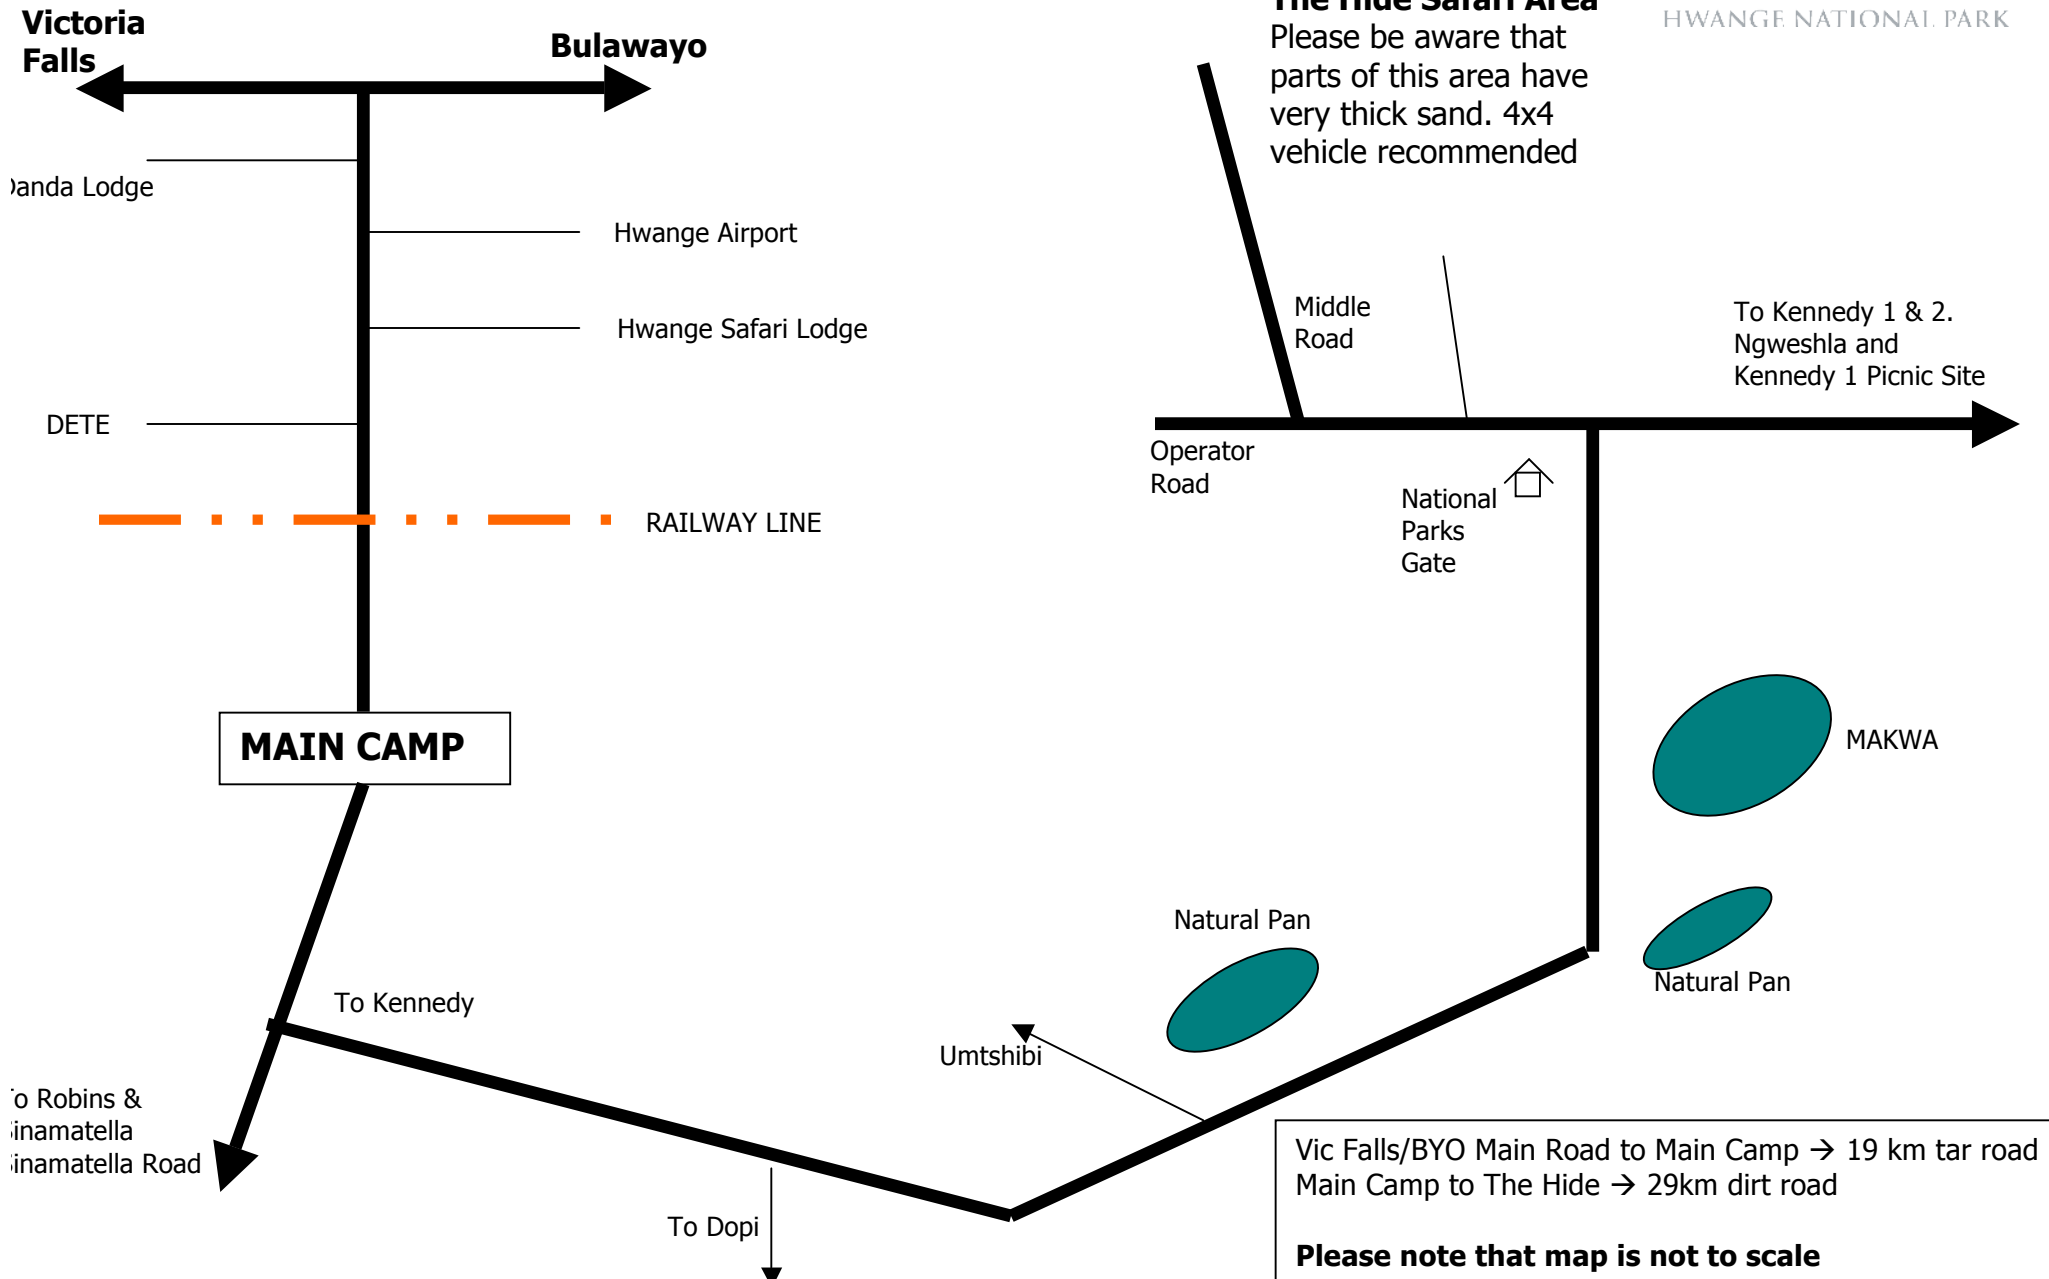 Victoria
Falls
Bulawayo
The Hide Safari Area
Please be aware that
parts of this area have
very thick sand. 4x4
vehicle recommended
HWANGE NATIONAL PARK
anda Lodge
Hwange Airport
Hwange Safari Lodge
DETE
RAILWAY LINE
MAIN CAMP
Middle
Road
To Kennedy 1 & 2.
Ngweshla and
Kennedy 1 Picnic Site
Operator
Road
National
Parks
Gate
MAKWA
Natural Pan
Natural Pan
To Kennedy
Umtshibi
To Robins &
inamatella
inamatella Road
To Dopi
Vic Falls/BYO Main Road to Main Camp → 19 km tar road
Main Camp to The Hide → 29km dirt road
Please note that map is not to scale